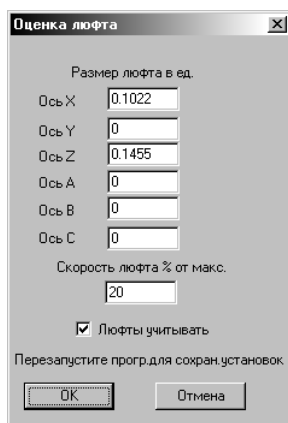 Оценка люфта
Размер люфта в ед.
Ось X 0.1022
Ось Y 0
Ось Z 0.1455
Ось A 0
Ось B 0
Ось C 0
Скорость люфта % от макс.
20
Люфты учитывать
Перезапустите прогр.для сохран.установок
OK Отмена